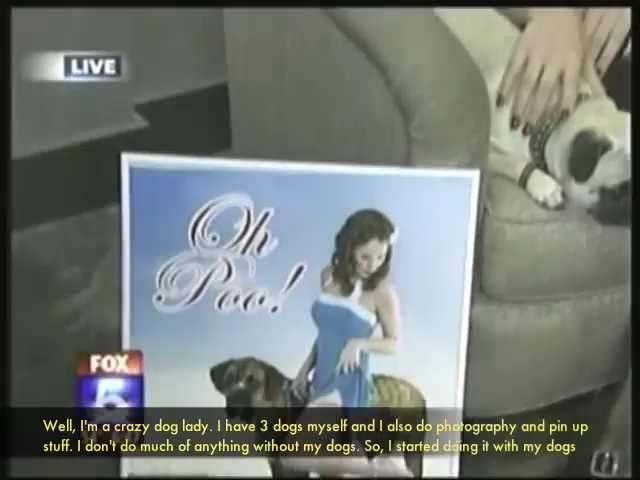 LIVE
Oh
Poo!
FOX
5
Well, I'm a crazy dog lady. I have 3 dogs myself and I also do photography and pin up
stuff. I don't do much of anything without my dogs. So, I started doing it with my dogs